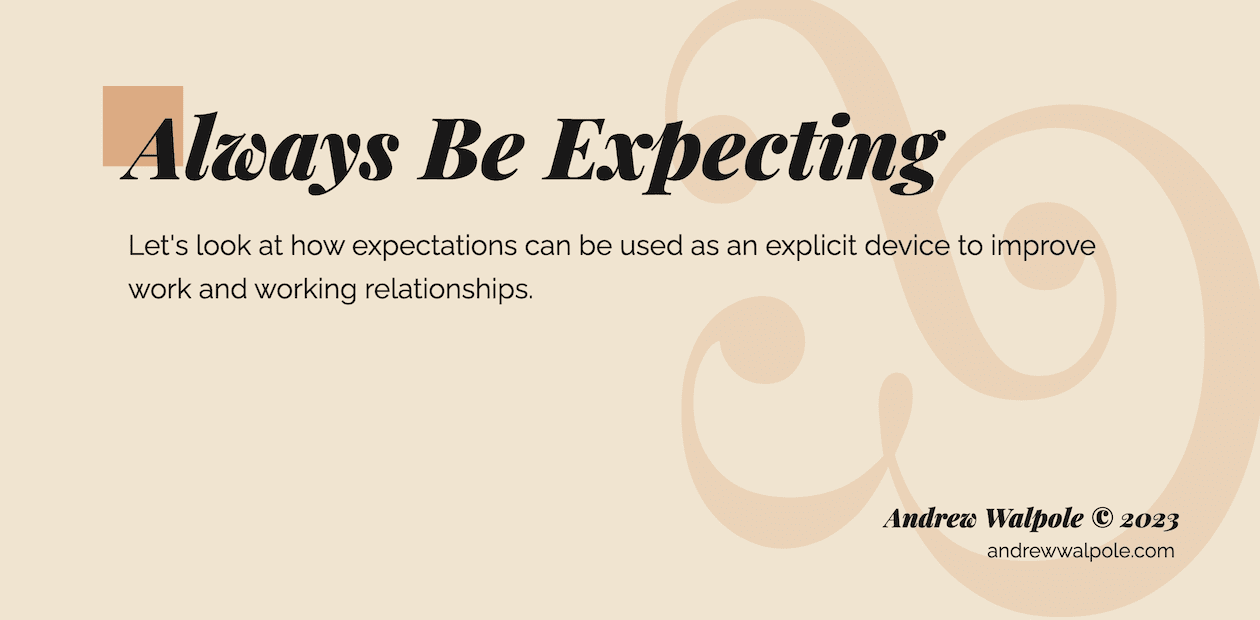 Always Be Expecting
Let's look at how expectations can be used as an explicit device to improve
work and working relationships.
Andrew Walpole © 2023
andrewwalpole.com